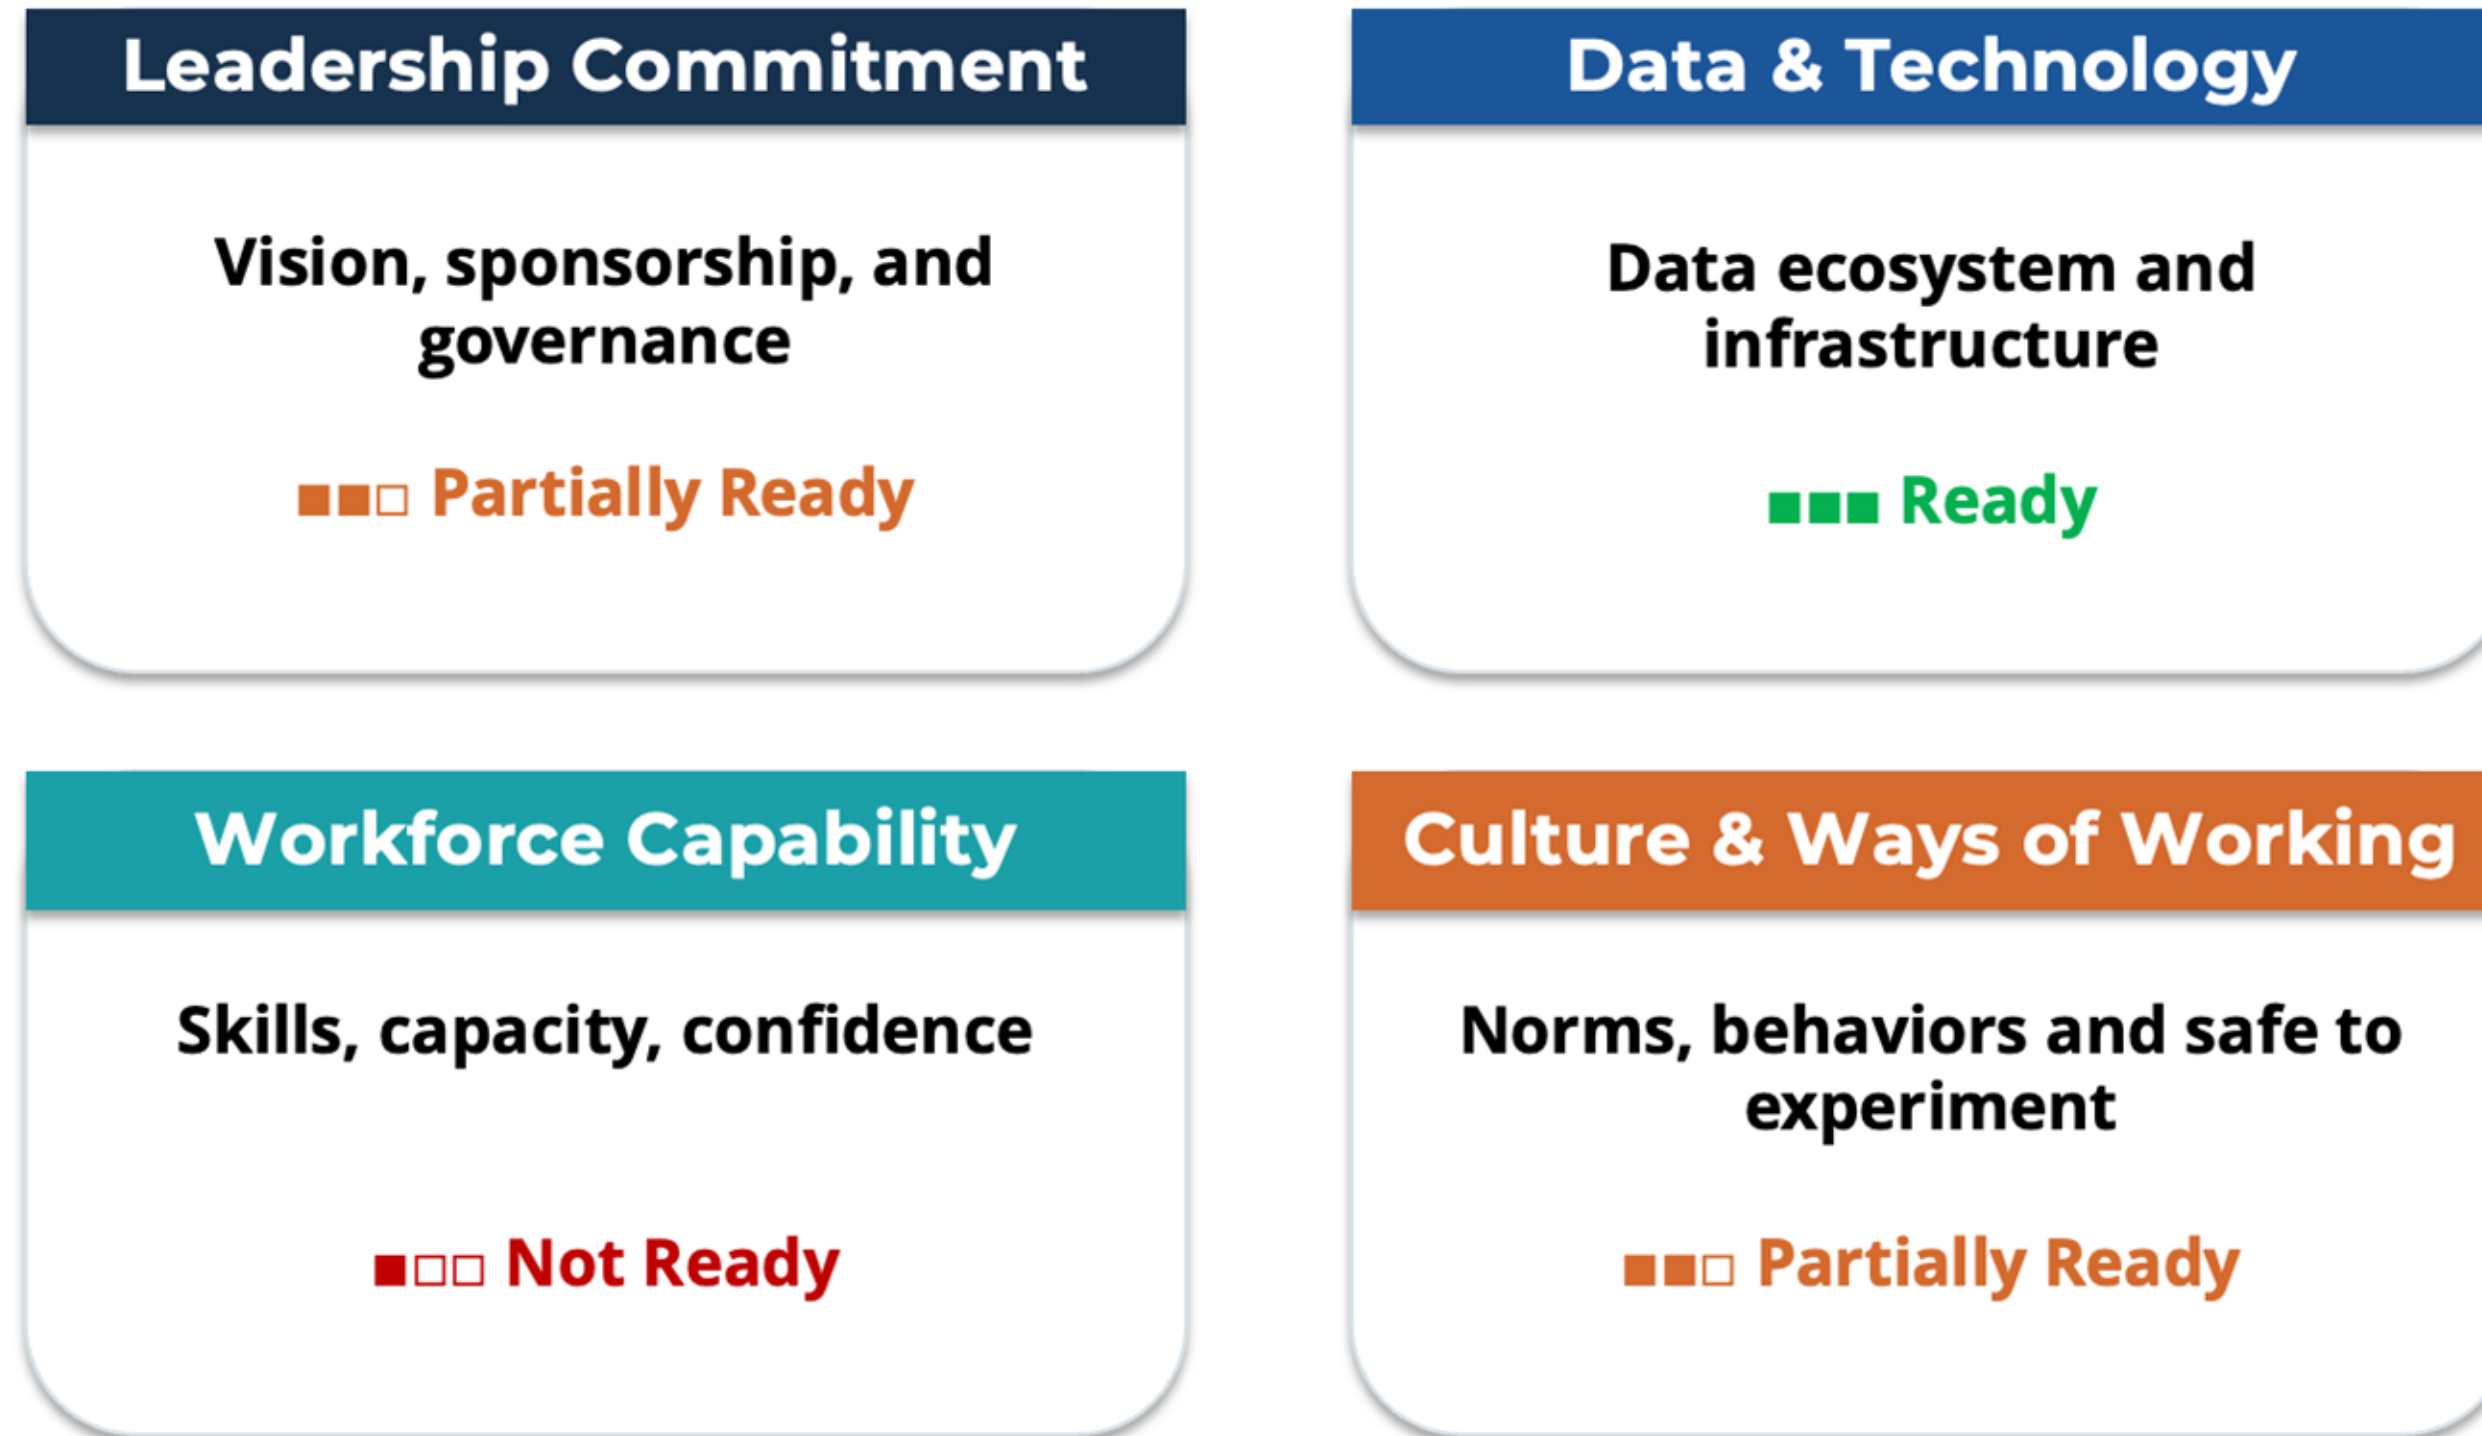 Leadership Commitment
Vision, sponsorship, and
governance
■■□ Partially Ready
Data & Technology
Data ecosystem and
infrastructure
■■■ Ready
Workforce Capability
Skills, capacity, confidence
■□□ Not Ready
Culture & Ways of Working
Norms, behaviors and safe to
experiment
■■□ Partially Ready